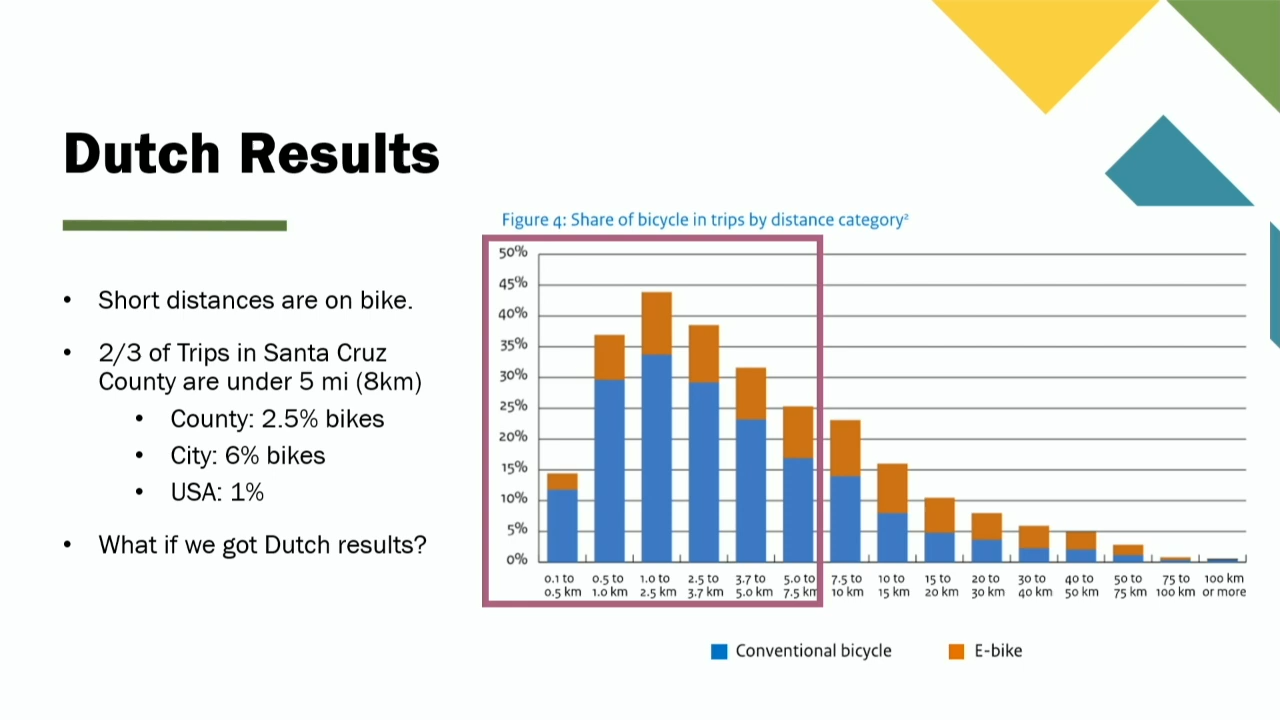 Dutch Results
• Short distances are on bike.
• 2/3 of Trips in Santa Cruz
County are under 5 mi (8km)
• County: 2.5% bikes
• City: 6% bikes
• USA: 1%
• What if we got Dutch results?
Figure 4: Share of bicycle in trips by distance category²
50%
45%
40%
35%
30%
25%
20%
15%
10%
5%
0%
0.1 to 0.5 to 1.0 to 2.5 to 3.7 to 5.0 to 7.5 to 10 to 15 to 20 to 30 to 40 to 50 to 75 to 100 km
0.5 km 1.0 km 2.5 km 3.7 km 5.0 km 7.5 km 10 km 15 km 20 km 30 km 40 km 50 km 75 km 100 km or more
Conventional bicycle E-bike